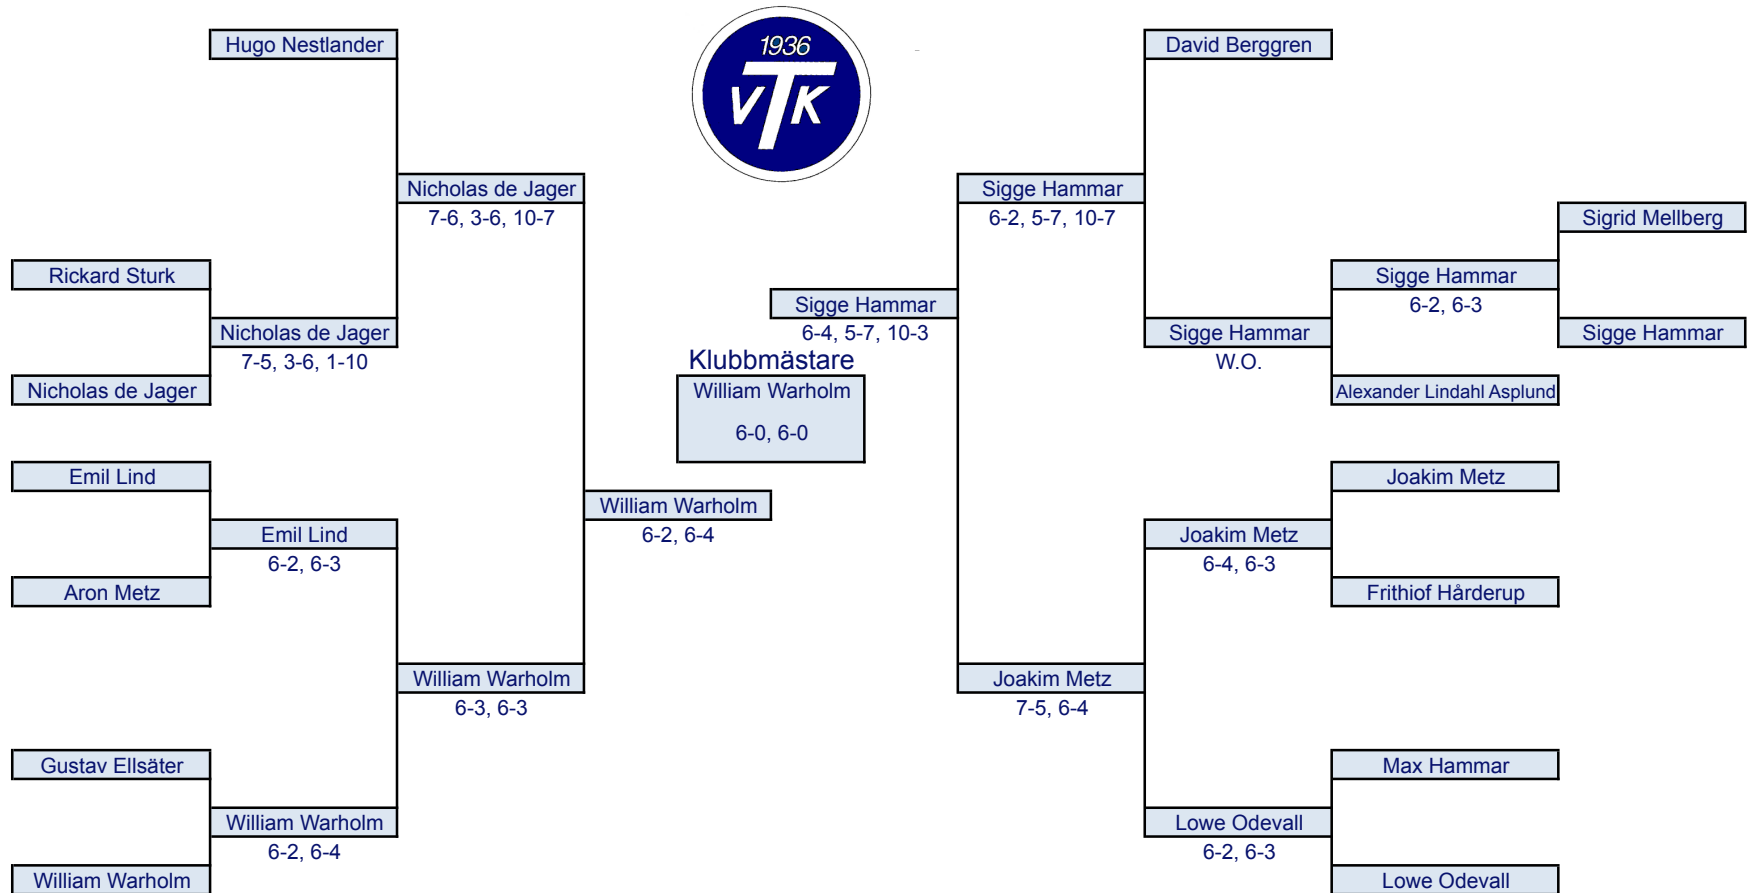 1936
VTK
Hugo Nestlander
David Berggren
Nicholas de Jager
7-6, 3-6, 10-7
Sigge Hammar
6-2, 5-7, 10-7
Sigrid Mellberg
Rickard Sturk
Sigge Hammar
6-2, 6-3
Sigge Hammar
6-4, 5-7, 10-3
Nicholas de Jager
7-5, 3-6, 1-10
Sigge Hammar
W.O.
Sigge Hammar
Klubbmästare
William Warholm
6-0, 6-0
Nicholas de Jager
Alexander Lindahl Asplund
Emil Lind
Joakim Metz
William Warholm
6-2, 6-4
Emil Lind
6-2, 6-3
Joakim Metz
6-4, 6-3
Aron Metz
Frithiof Hårderup
William Warholm
6-3, 6-3
Joakim Metz
7-5, 6-4
Gustav Ellsäter
Max Hammar
William Warholm
6-2, 6-4
Lowe Odevall
6-2, 6-3
William Warholm
Lowe Odevall